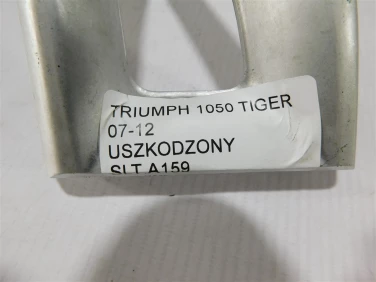 TRIUMPH 1050 TIGER
07-12
USZKODZONY
SLT A159